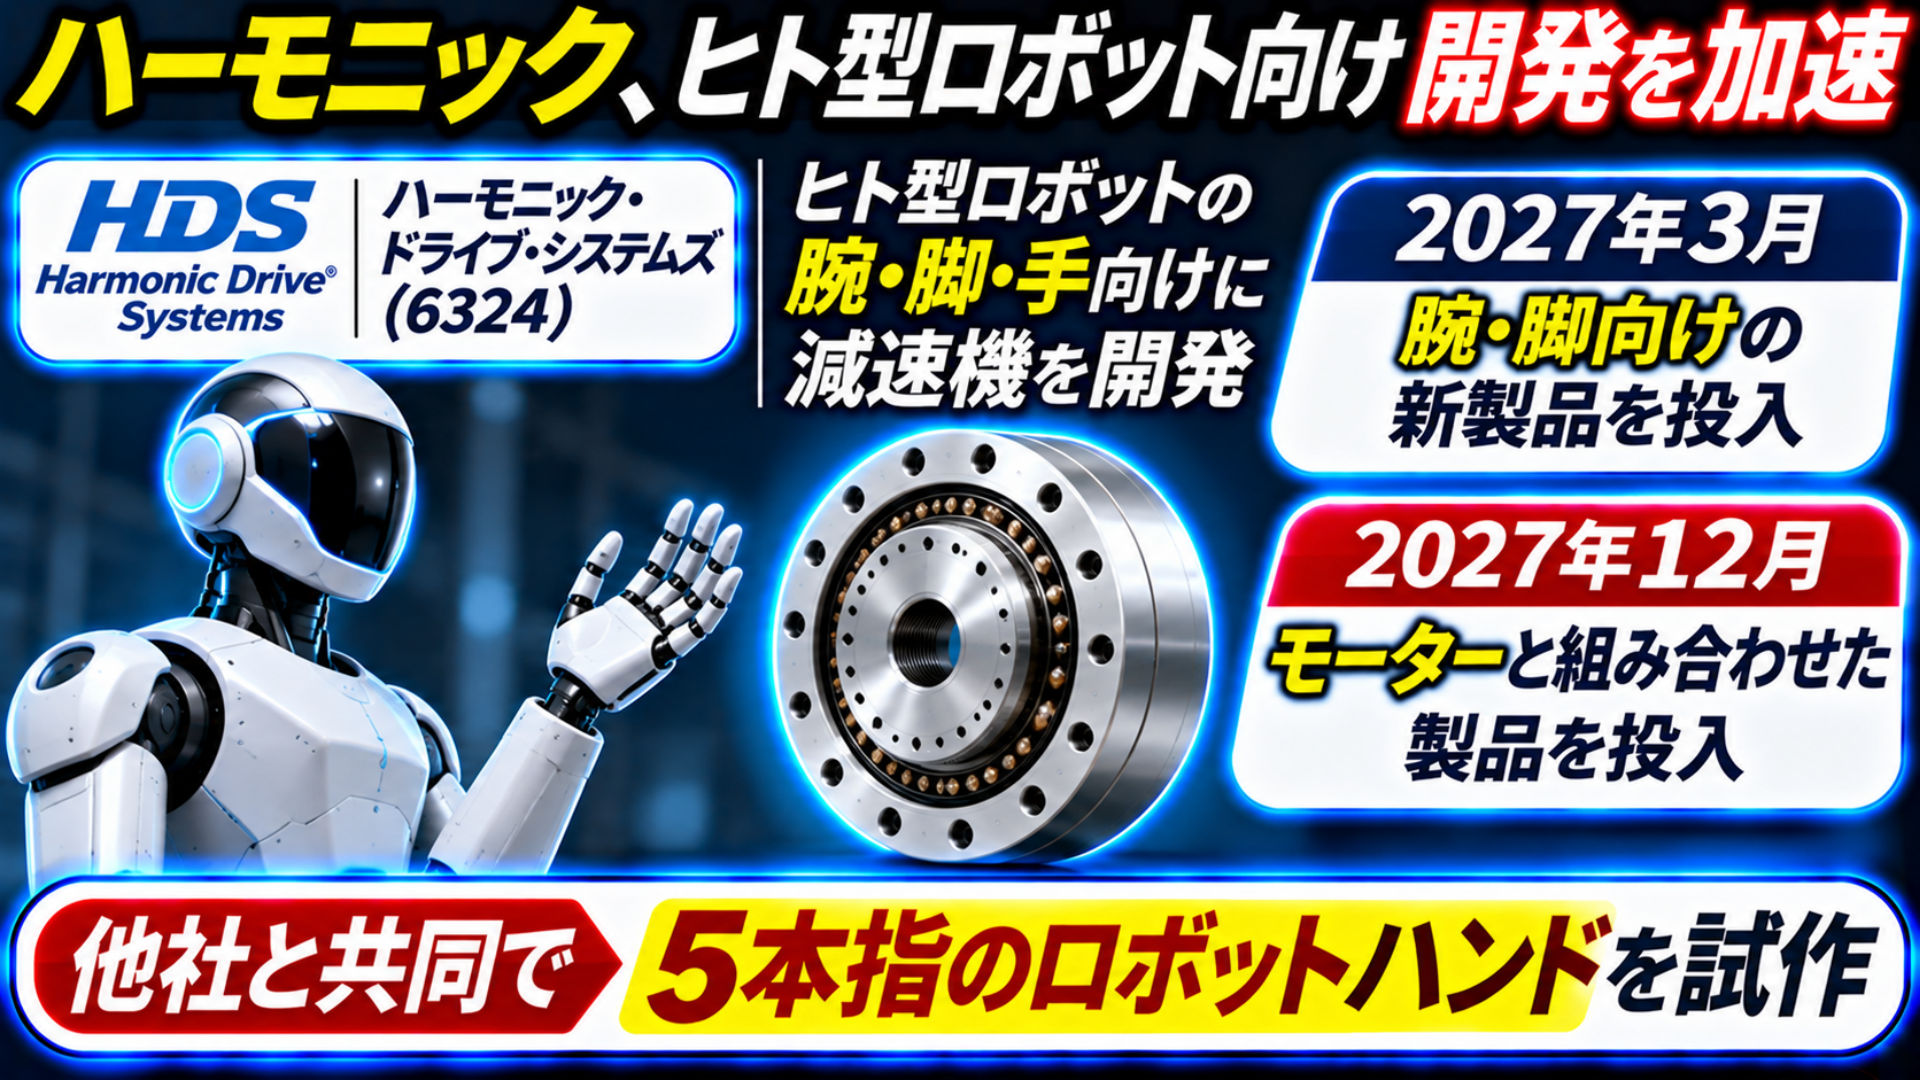 ハーモニック、ヒト型ロボット向け 開発を加速
HDS
Harmonic Drive®
Systems
ハーモニック・
ドライブ・システムズ
(6324)
ヒト型ロボットの
腕・脚・手向けに
減速機を開発
2027年3月
腕・脚向けの
新製品を投入
2027年12月
モーターと組み合わせた
製品を投入
他社と共同で
5本指のロボットハンドを試作